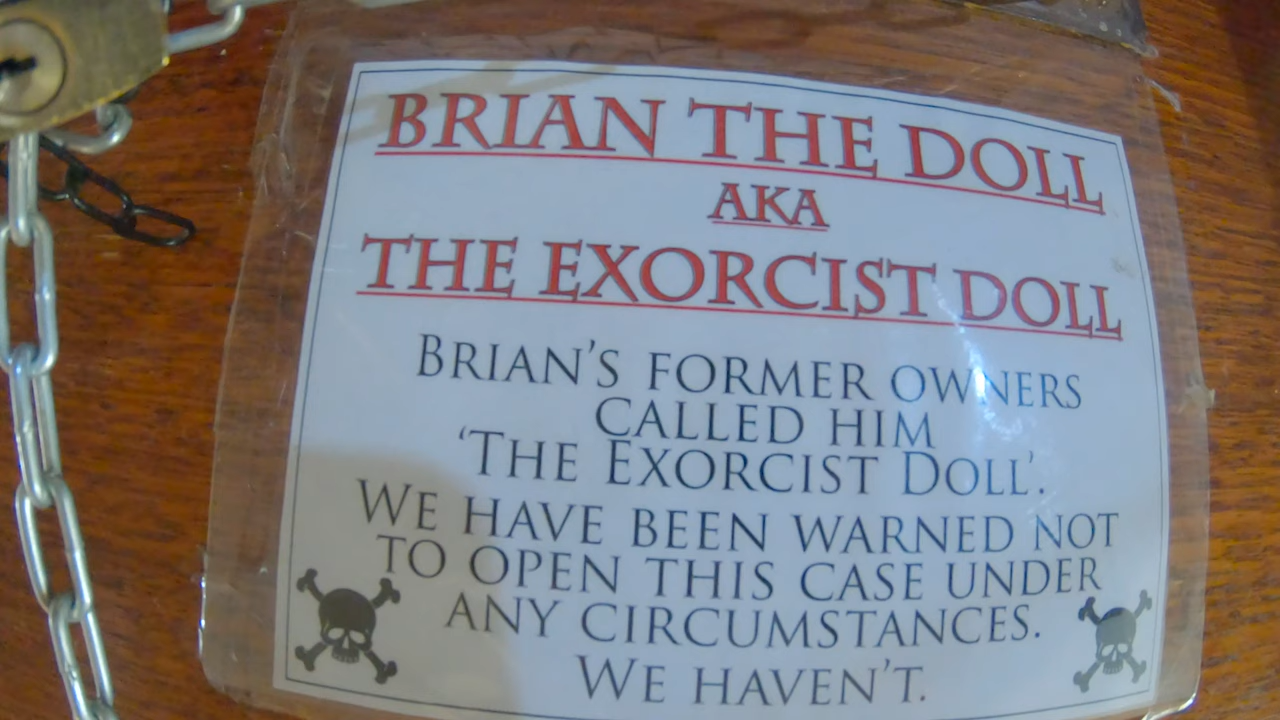 BRIAN THE DOLL
AKA
THE EXORCIST DOLL
BRIAN'S FORMER OWNERS
CALLED HIM
'THE EXORCIST DOLL'.
WE HAVE BEEN WARNED NOT
TO OPEN THIS CASE UNDER
ANY CIRCUMSTANCES.
WE HAVEN'T.